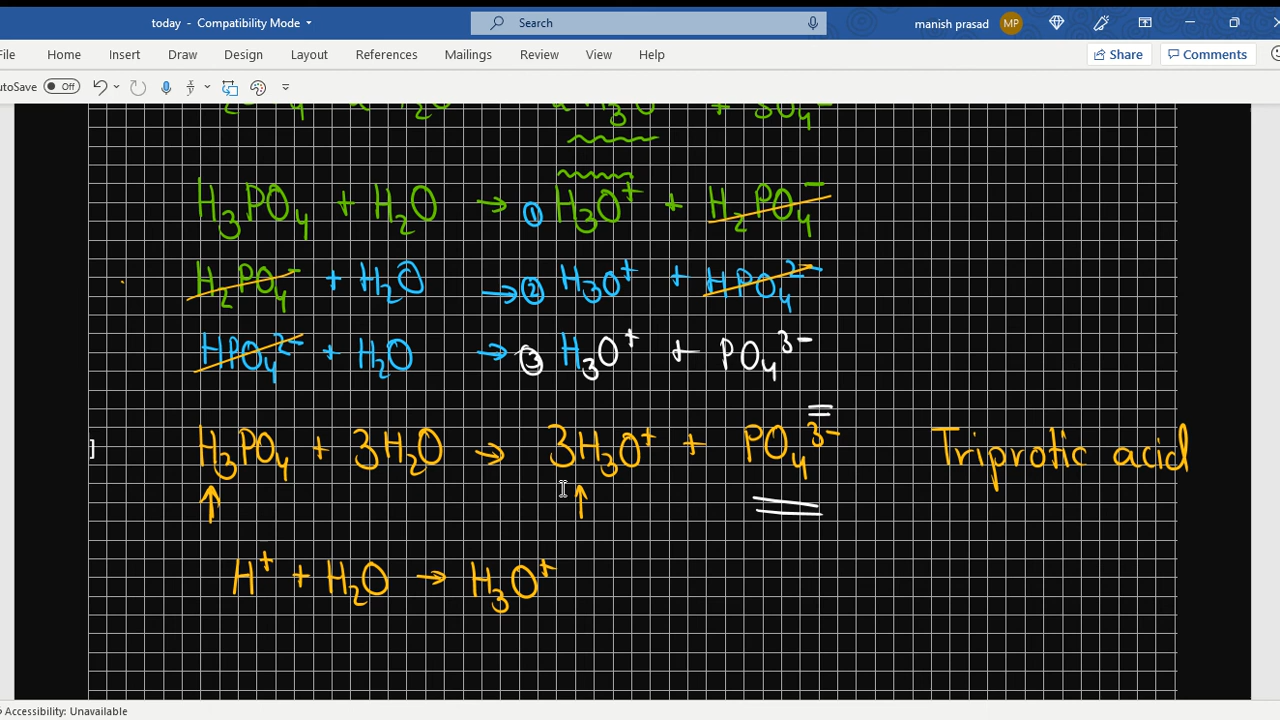 today - Compatibility Mode
Search
manish prasad MP
File Home Insert Draw Design Layout References Mailings Review View Help Share Comments
AutoSave Off
H₃PO₄ + H₂O → ① H₃O⁺ + H₂PO₄⁻
H₂PO₄⁻ + H₂O → ② H₃O⁺ + HPO₄²⁻
HPO₄²⁻ + H₂O → ③ H₃O⁺ + PO₄³⁻
] H₃PO₄ + 3H₂O → 3H₃O⁺ + PO₄³⁻ Triprotic acid
H⁺ + H₂O → H₃O⁺
Accessibility: Unavailable